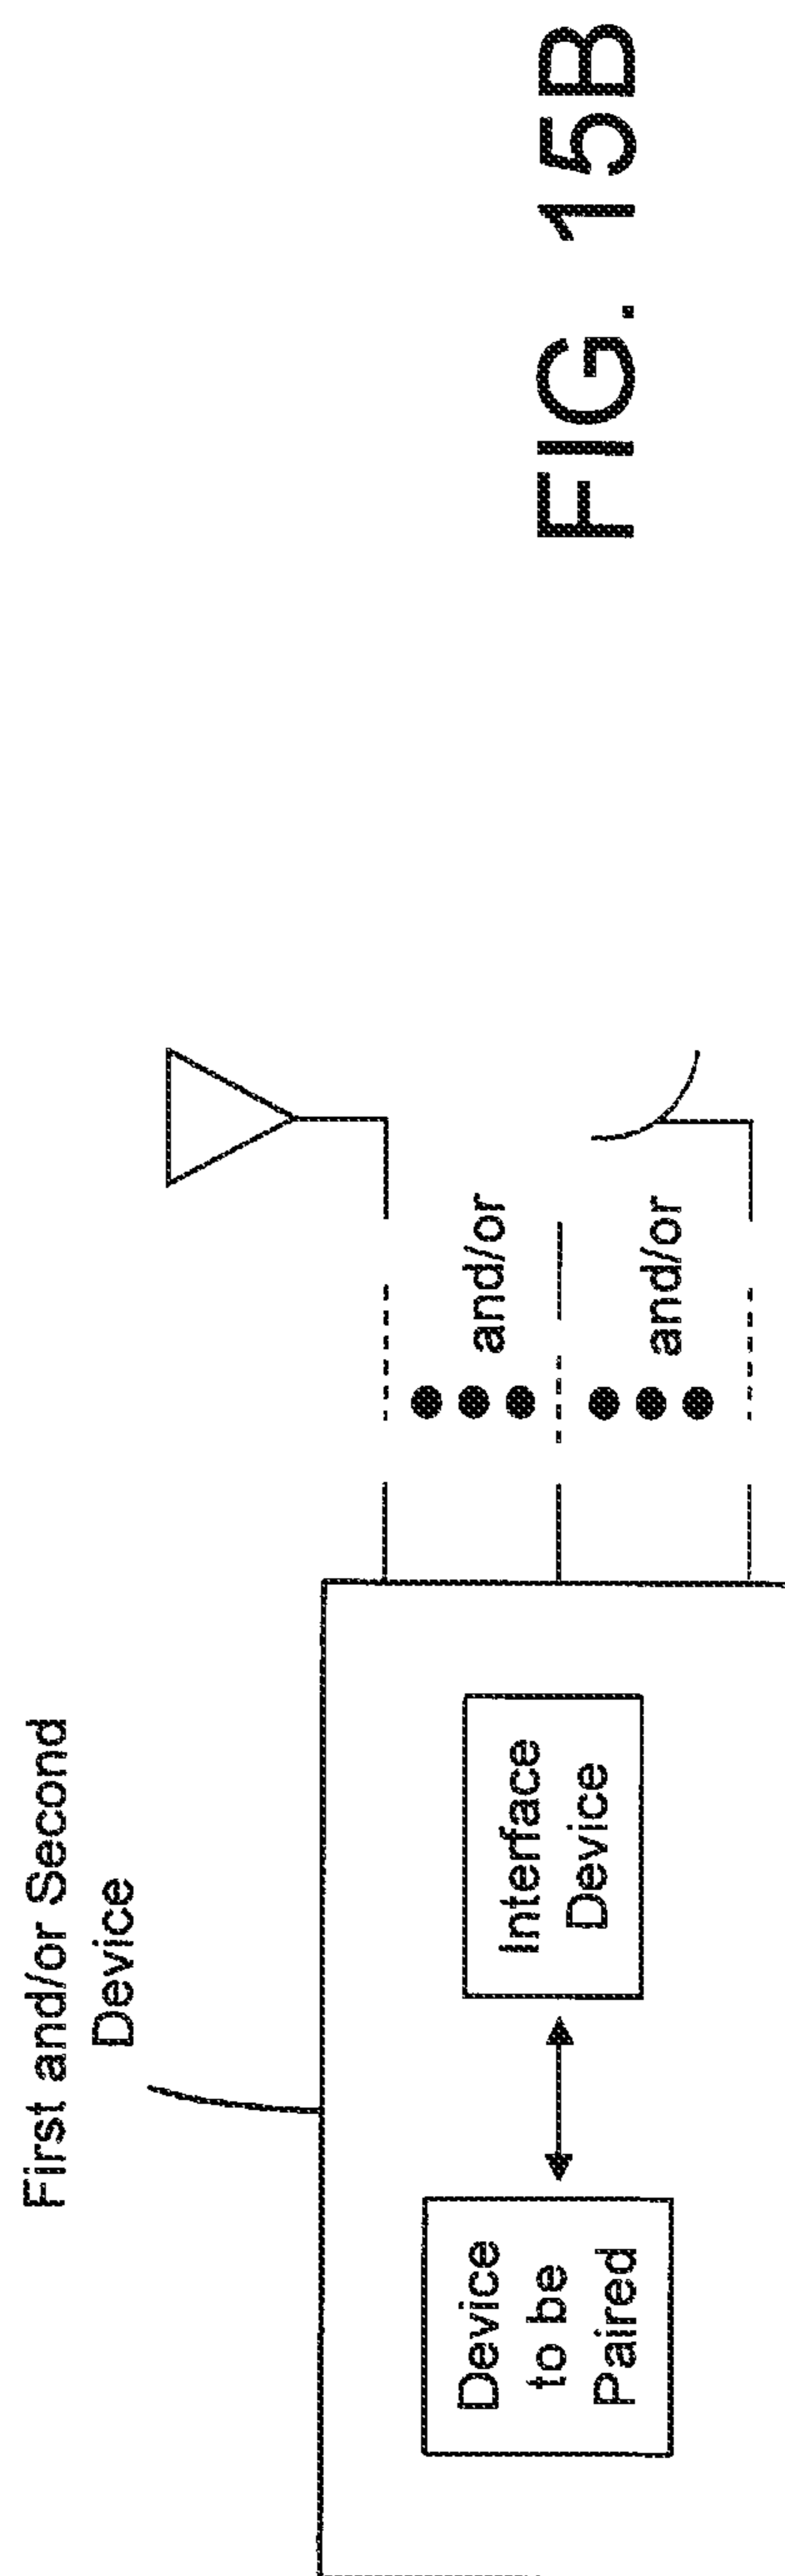 First and/or Second
Device
Device
to be
Paired
Interface
Device
and/or
and/or
FIG. 15B